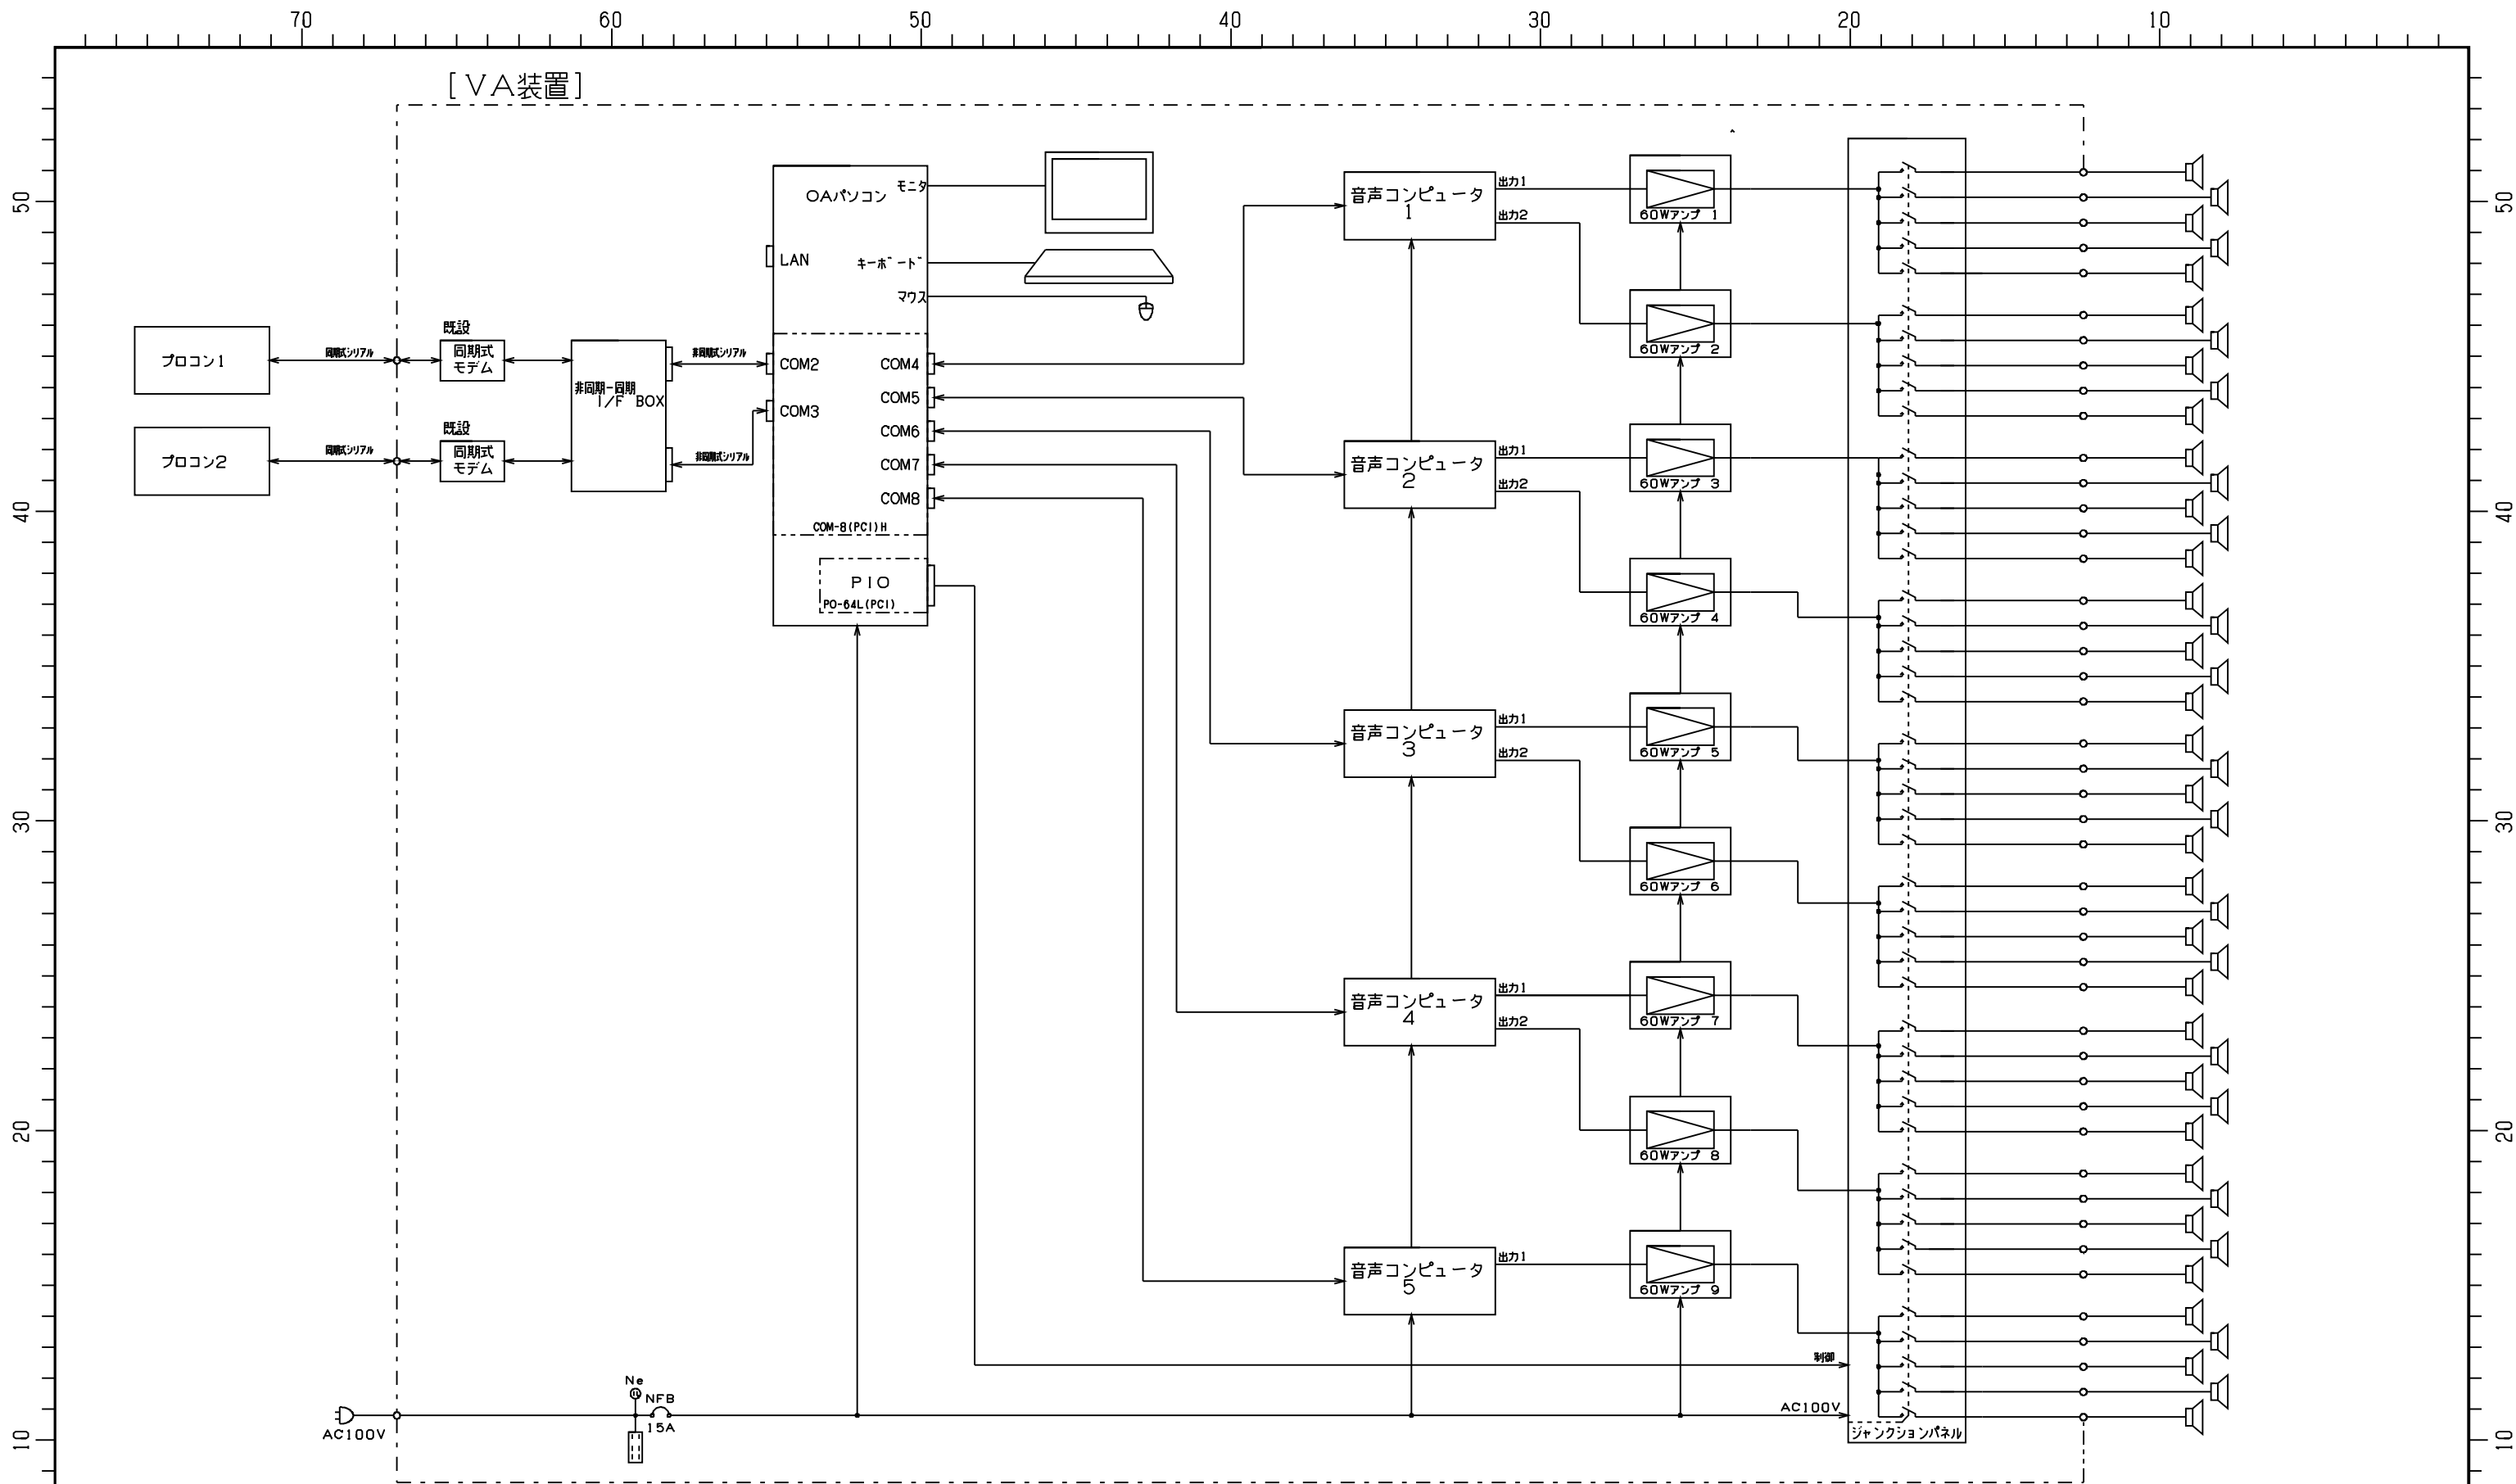 70 60 50 40 30 20 10
[VA装置]
50 40 30 20 10
プロコン1
同期式シリアル
既設
同期式
モデム
プロコン2
同期式シリアル
既設
同期式
モデム
非同期ー同期
I/F BOX
非同期式シリアル
非同期式シリアル
OAパソコン
モニタ
LAN
キーボード
マウス
COM2
COM3
COM4
COM5
COM6
COM7
COM8
COM-8(PCI)H
PIO
PO-64L(PCI)
音声コンピュータ
1
出力1
出力2
音声コンピュータ
2
出力1
出力2
音声コンピュータ
3
出力1
出力2
音声コンピュータ
4
出力1
出力2
音声コンピュータ
5
出力1
60Wアンプ 1
60Wアンプ 2
60Wアンプ 3
60Wアンプ 4
60Wアンプ 5
60Wアンプ 6
60Wアンプ 7
60Wアンプ 8
60Wアンプ 9
制御
AC100V
ジャンクションパネル
AC100V
Ne
NFB
15A
50 40 30 20 10